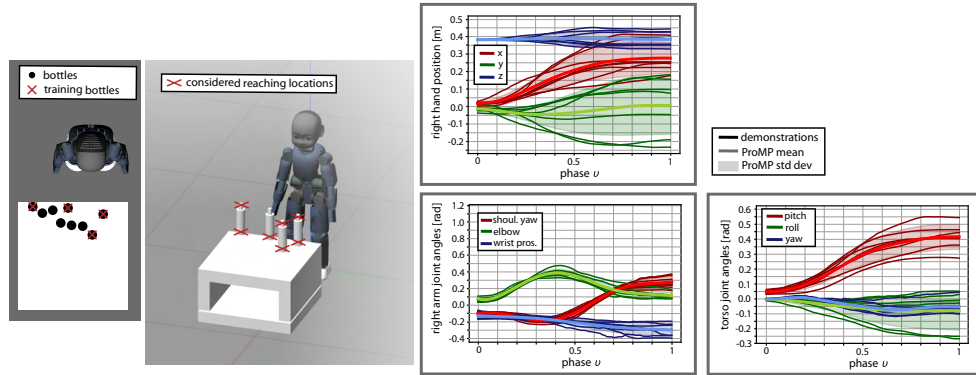 bottles
training bottles
considered reaching locations
right hand position [m]
0.5
0.4
0.3
0.2
0.1
0.0
-0.1
-0.2
x
y
z
0
0.5
1
phase υ
demonstrations
ProMP mean
ProMP std dev
right arm joint angles [rad]
1.2
1.0
0.8
0.6
0.4
0.2
0.0
-0.2
-0.4
shoul. yaw
elbow
wrist pros.
0
0.5
1
phase υ
torso joint angles [rad]
0.6
0.5
0.4
0.3
0.2
0.1
0.0
-0.1
-0.2
-0.3
pitch
roll
yaw
0
0.5
1
phase υ